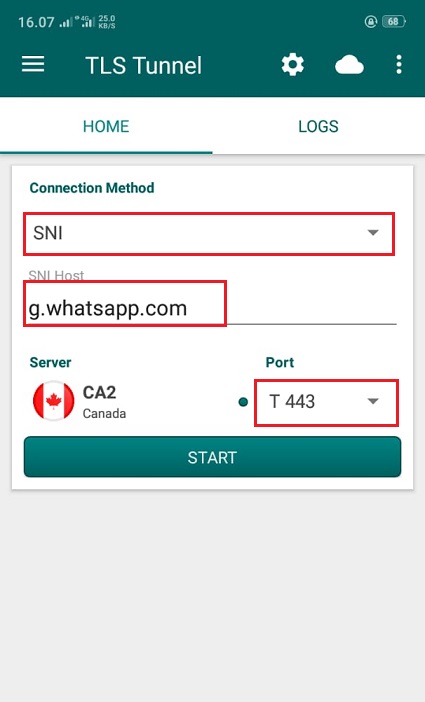 16.07 4G 25.0 KB/S 68
TLS Tunnel
HOME LOGS
Connection Method
SNI
SNI Host
g.whatsapp.com
Server Port
CA2
Canada
T 443
START